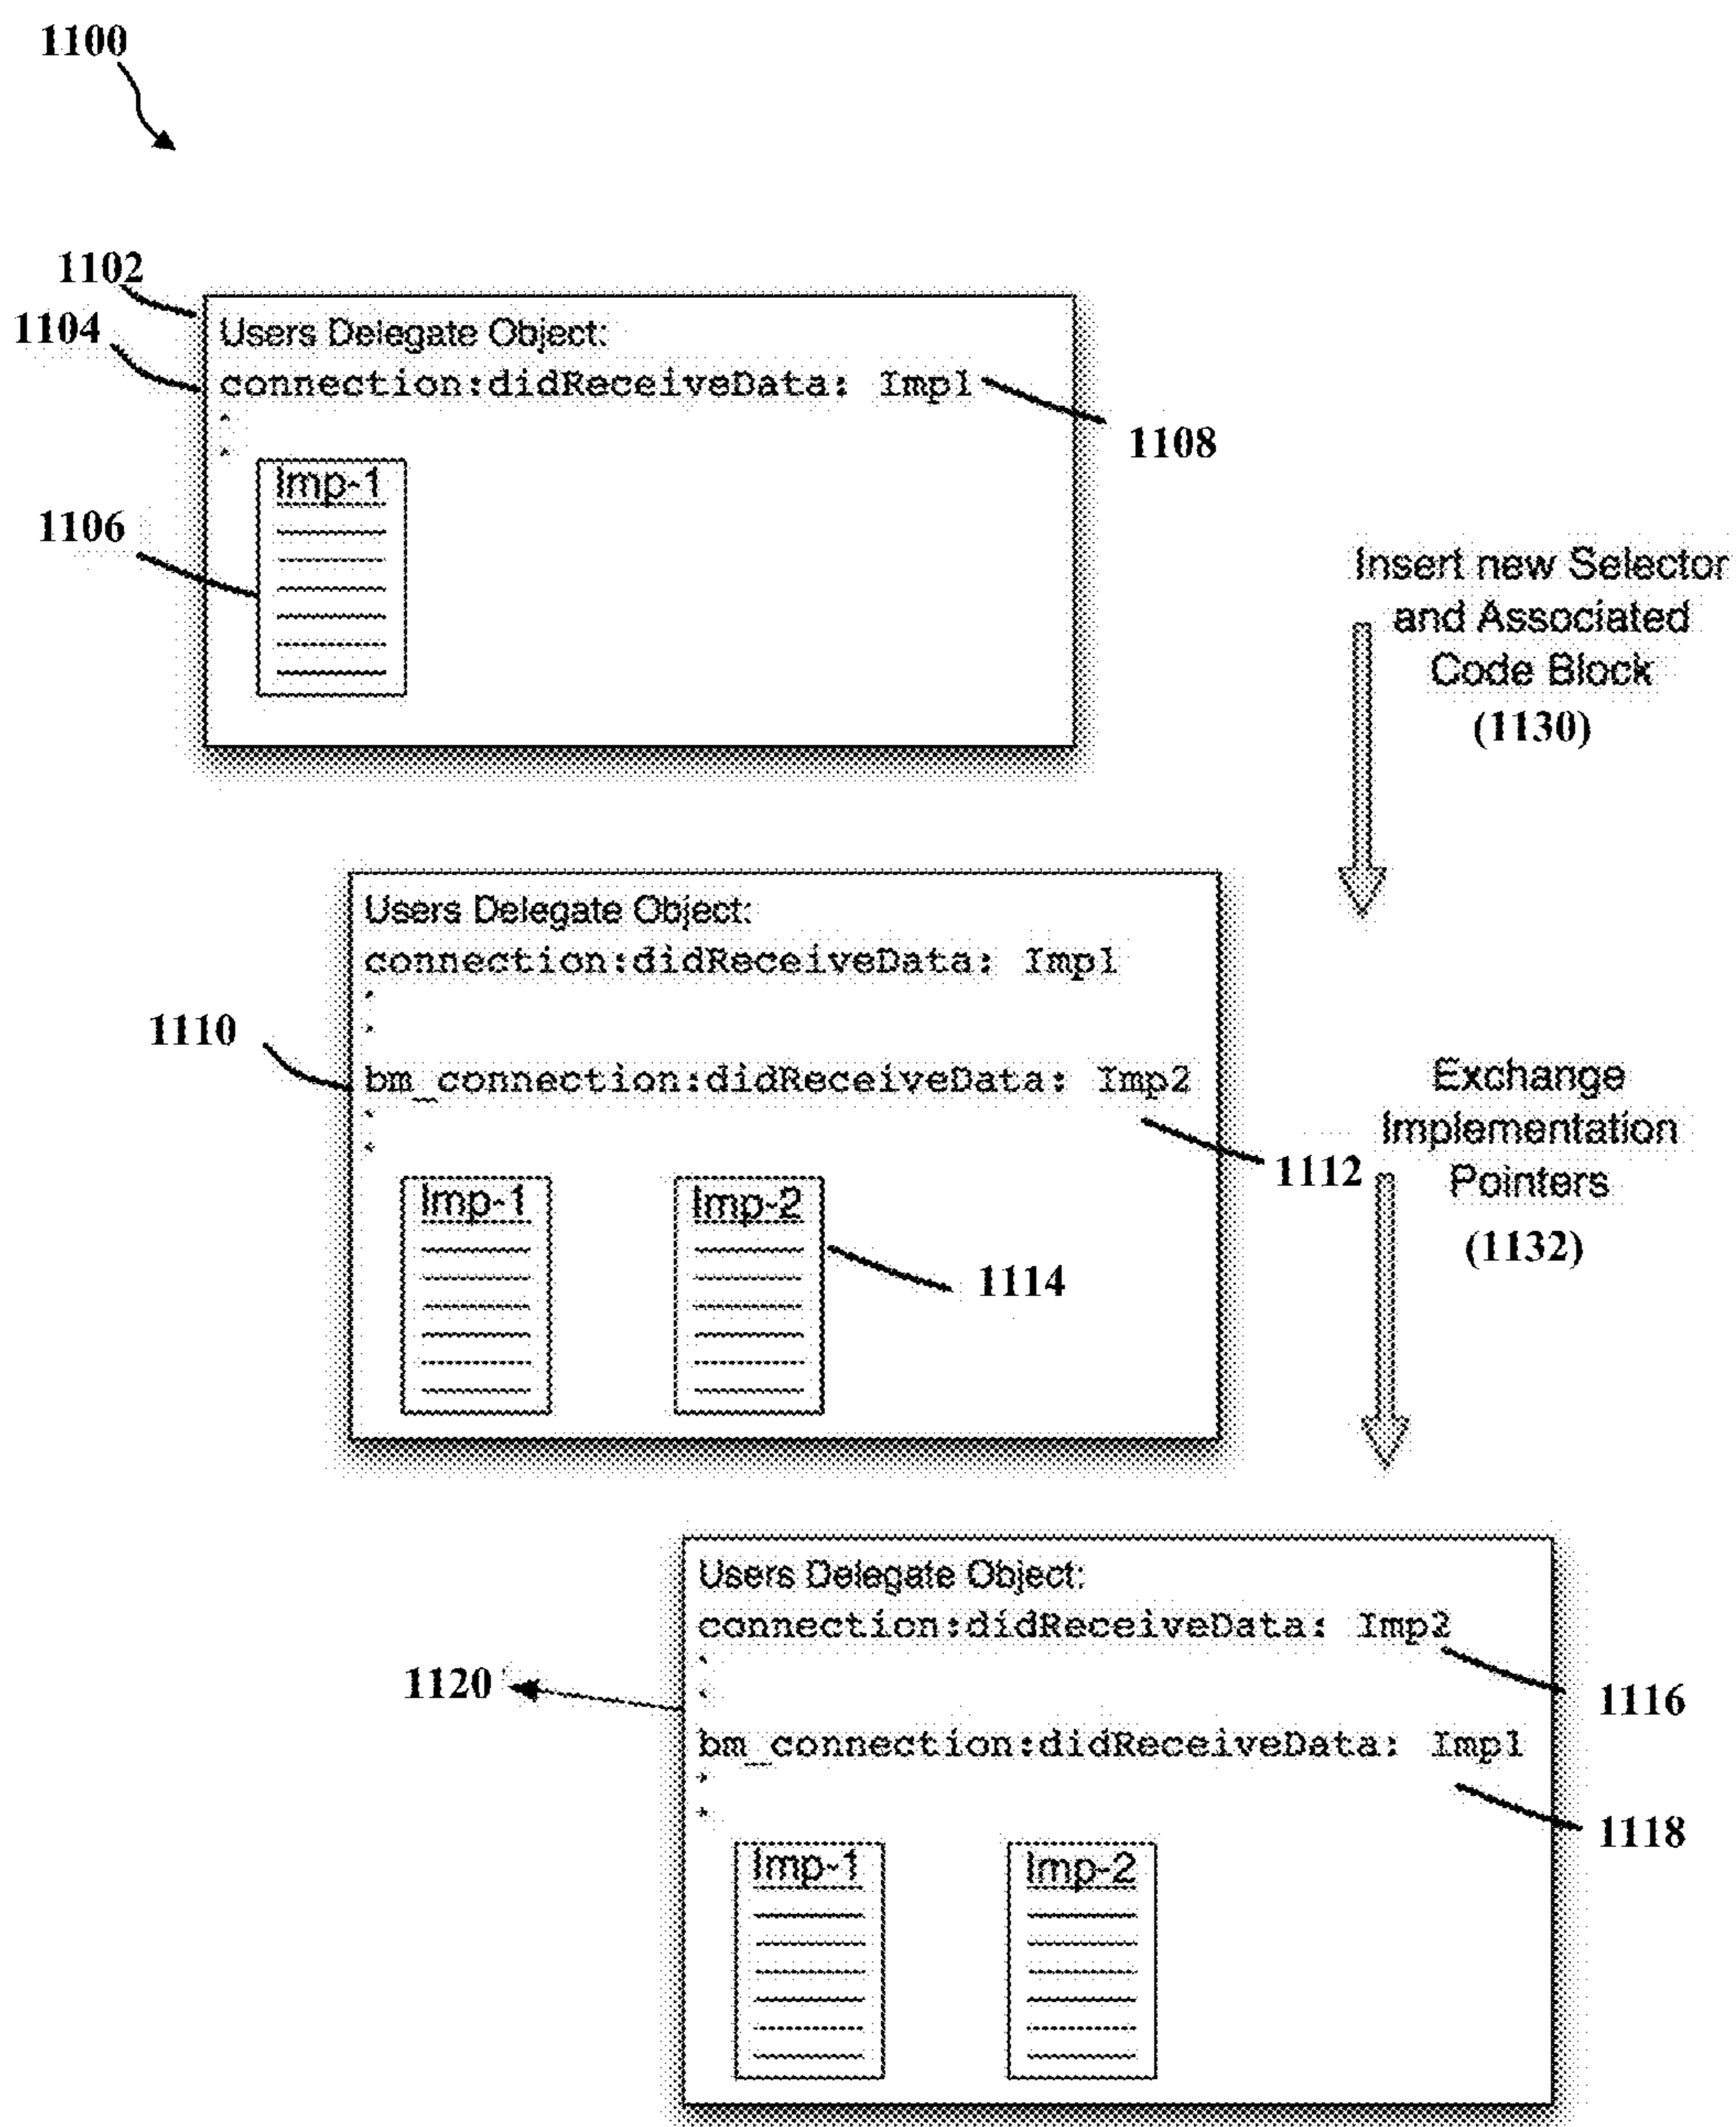 1100
1102
1104
Users Delegate Object:
connection:didReceiveData: Imp1
1108
Imp-1
1106
Insert new Selector
and Associated
Code Block
(1130)
Users Delegate Object:
connection:didReceiveData: Imp1
1110
bm_connection:didReceiveData: Imp2
1112
Imp-1
Imp-2
1114
Exchange
Implementation
Pointers
(1132)
Users Delegate Object:
connection:didReceiveData: Imp2
1120
1116
bm_connection:didReceiveData: Imp1
1118
Imp-1
Imp-2